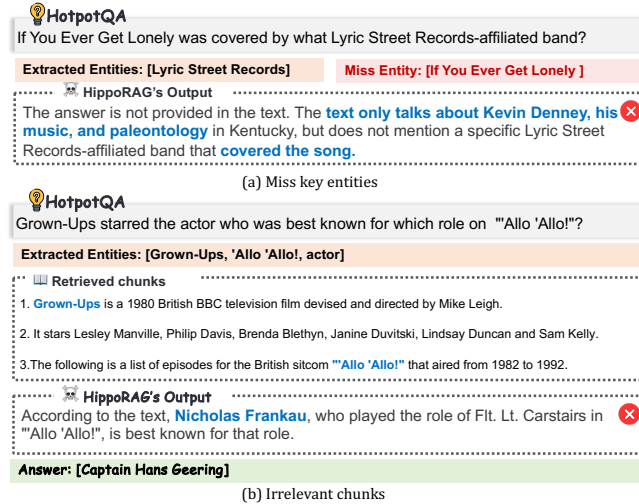 HotpotQA
If You Ever Get Lonely was covered by what Lyric Street Records-affiliated band?
Extracted Entities: [Lyric Street Records]
Miss Entity: [If You Ever Get Lonely ]
HippoRAG's Output
The answer is not provided in the text. The text only talks about Kevin Denney, his
music, and paleontology in Kentucky, but does not mention a specific Lyric Street
Records-affiliated band that covered the song.
(a) Miss key entities
HotpotQA
Grown-Ups starred the actor who was best known for which role on "'Allo 'Allo!"?
Extracted Entities: [Grown-Ups, 'Allo 'Allo!, actor]
Retrieved chunks
1. Grown-Ups is a 1980 British BBC television film devised and directed by Mike Leigh.
2. It stars Lesley Manville, Philip Davis, Brenda Blethyn, Janine Duvitski, Lindsay Duncan and Sam Kelly.
3.The following is a list of episodes for the British sitcom "'Allo 'Allo!" that aired from 1982 to 1992.
HippoRAG's Output
According to the text, Nicholas Frankau, who played the role of Flt. Lt. Carstairs in
"'Allo 'Allo!", is best known for that role.
Answer: [Captain Hans Geering]
(b) Irrelevant chunks